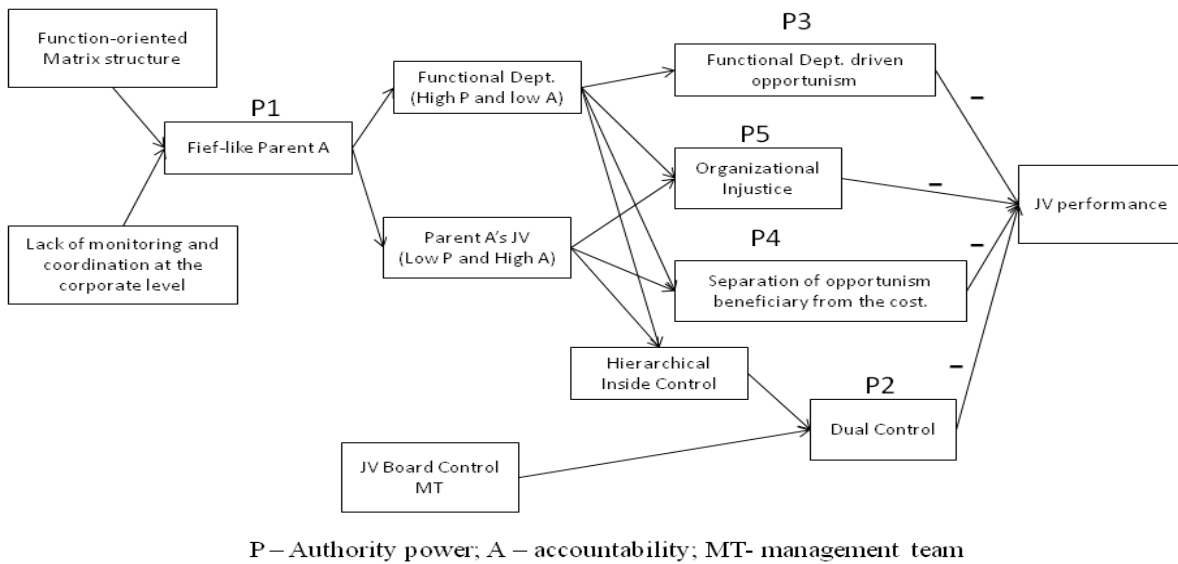 Function-oriented
Matrix structure
P1
Fief-like Parent A
Lack of monitoring and
coordination at the
corporate level
Functional Dept.
(High P and low A)
Parent A's JV
(Low P and High A)
P3
Functional Dept. driven
opportunism
P5
Organizational
Injustice
P4
Separation of opportunism
beneficiary from the cost.
Hierarchical
Inside Control
P2
Dual Control
JV Board Control
MT
–
–
–
–
JV performance
P – Authority power; A – accountability; MT- management team